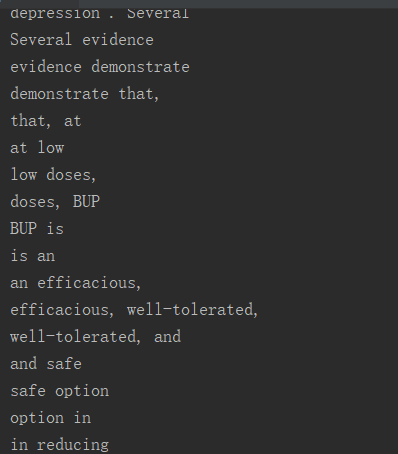 depression . Several
Several evidence
evidence demonstrate
demonstrate that,
that, at
at low
low doses,
doses, BUP
BUP is
is an
an efficacious,
efficacious, well-tolerated,
well-tolerated, and
and safe
safe option
option in
in reducing